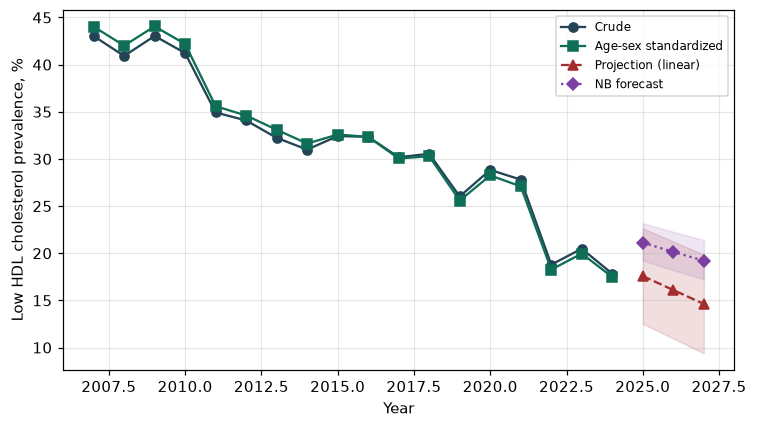 45
40
35
30
25
20
15
10
Low HDL cholesterol prevalence, %
Crude
Age-sex standardized
Projection (linear)
NB forecast
2007.5 2010.0 2012.5 2015.0 2017.5 2020.0 2022.5 2025.0 2027.5
Year